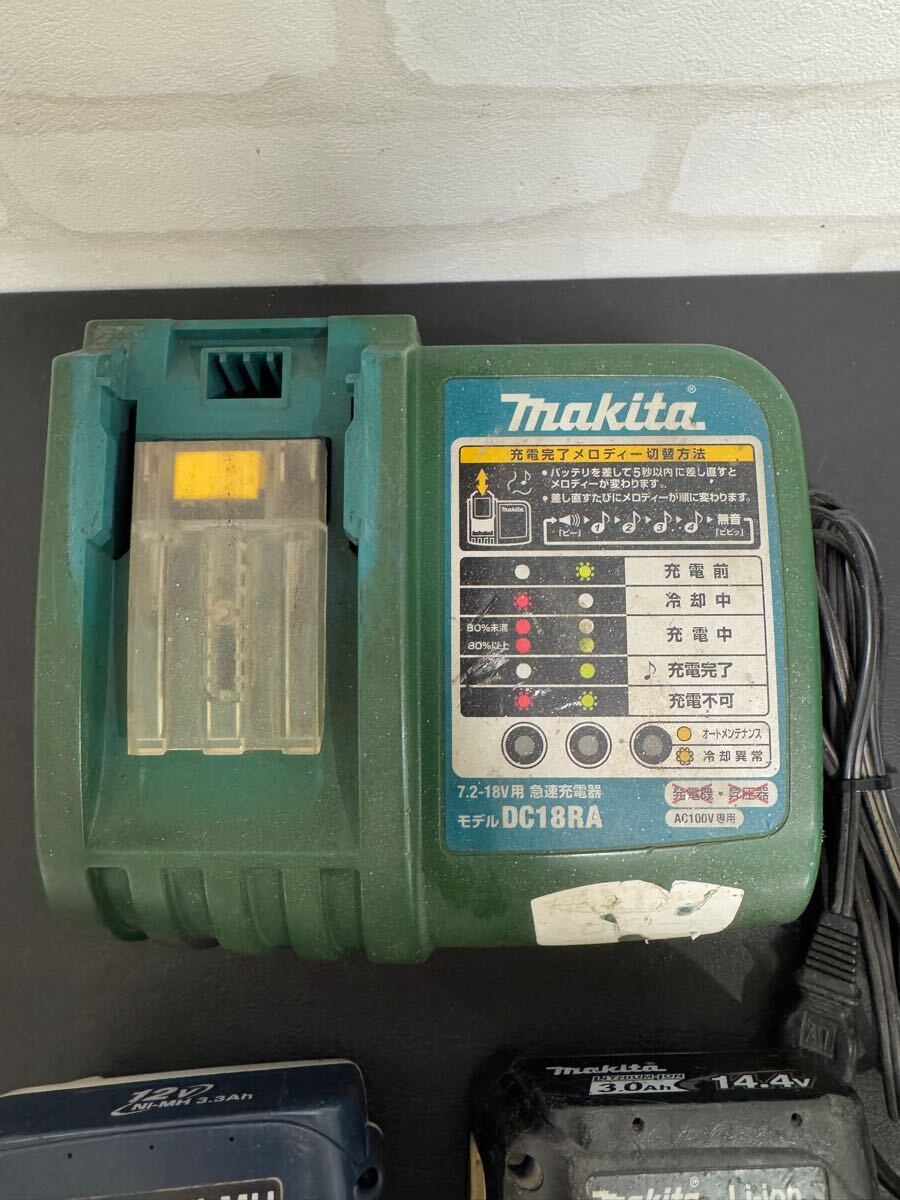 makita®
充電完了メロディー切替方法
•バッテリを差して5秒以内に差し直すと
メロディーが変わります。
•差し直すたびにメロディーが順に変わります。
makita
1 2 3 4 無音
「ピー」 「ピピッ」
充電前
冷却中
80%未満
80%以上
充電中
充電完了
充電不可
オートメンテナンス
冷却異常
7.2-18V用 急速充電器
モデル DC18RA
発電機・昇圧器
AC100V専用
12V
Ni-MH 3.3Ah
makita
LITHIUM-ION
3.0Ah 14.4V
makita Li-ion